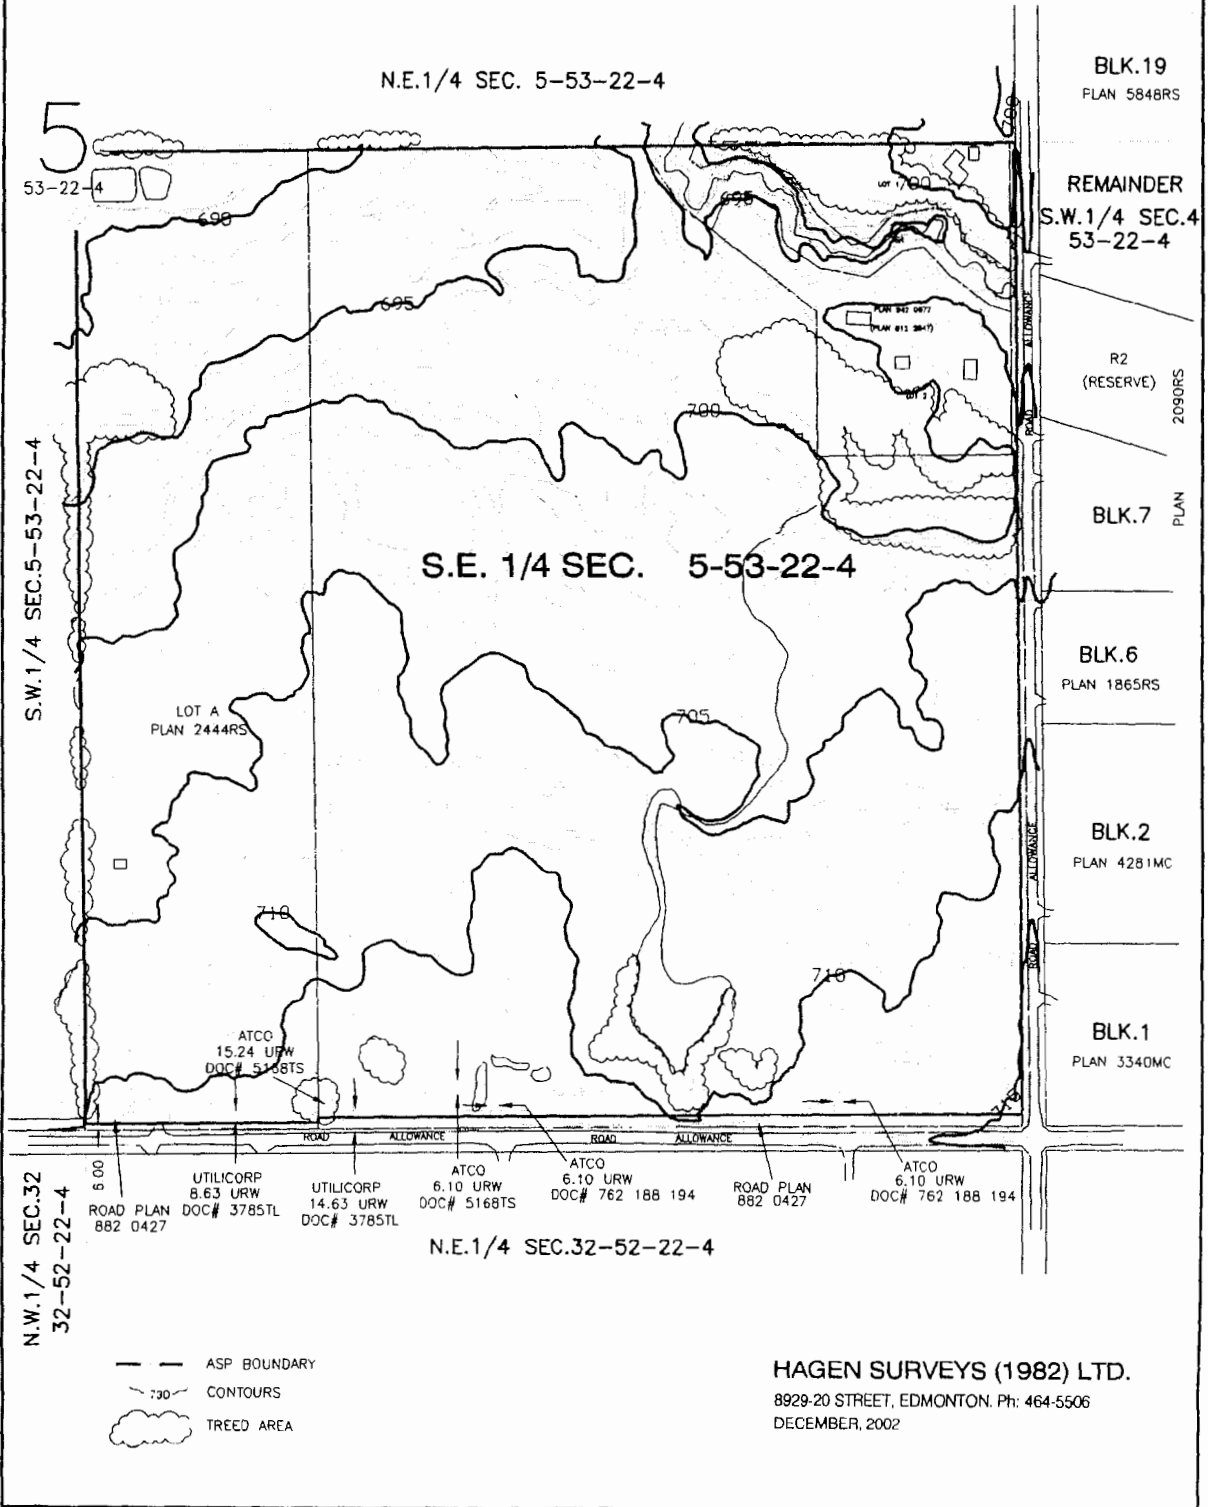 N.E.1/4 SEC. 5-53-22-4
BLK.19
PLAN 5848RS
5
53-22-4
700
REMAINDER
S.W.1/4 SEC.4
53-22-4
LOT 1
700
690
695
695
ALLOWANCE
ROAD
R2
(RESERVE)
PLAN 2090RS
LOT 2
700
S.W.1/4 SEC.5-53-22-4
BLK.7
S.E. 1/4 SEC. 5-53-22-4
BLK.6
PLAN 1865RS
LOT A
PLAN 2444RS
705
BLK.2
PLAN 4281MC
ALLOWANCE
ROAD
710
710
BLK.1
PLAN 3340MC
ATCO
15.24 URW
DOC# 5168TS
710
ROAD ALLOWANCE ROAD ALLOWANCE
6.00
ROAD PLAN
882 0427
UTILICORP
8.63 URW
DOC# 3785TL
UTILICORP
14.63 URW
DOC# 3785TL
ATCO
6.10 URW
DOC# 5168TS
ATCO
6.10 URW
DOC# 762 188 194
ROAD PLAN
882 0427
ATCO
6.10 URW
DOC# 762 188 194
N.W.1/4 SEC.32
32-52-22-4
N.E.1/4 SEC.32-52-22-4
ASP BOUNDARY
730
CONTOURS
TREED AREA
HAGEN SURVEYS (1982) LTD.
8929-20 STREET, EDMONTON. Ph: 464-5506
DECEMBER, 2002